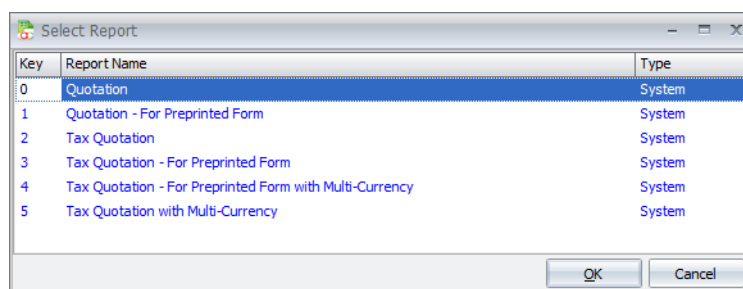 Select Report
Key Report Name Type
0 Quotation System
1 Quotation - For Preprinted Form System
2 Tax Quotation System
3 Tax Quotation - For Preprinted Form System
4 Tax Quotation - For Preprinted Form with Multi-Currency System
5 Tax Quotation with Multi-Currency System
OK Cancel